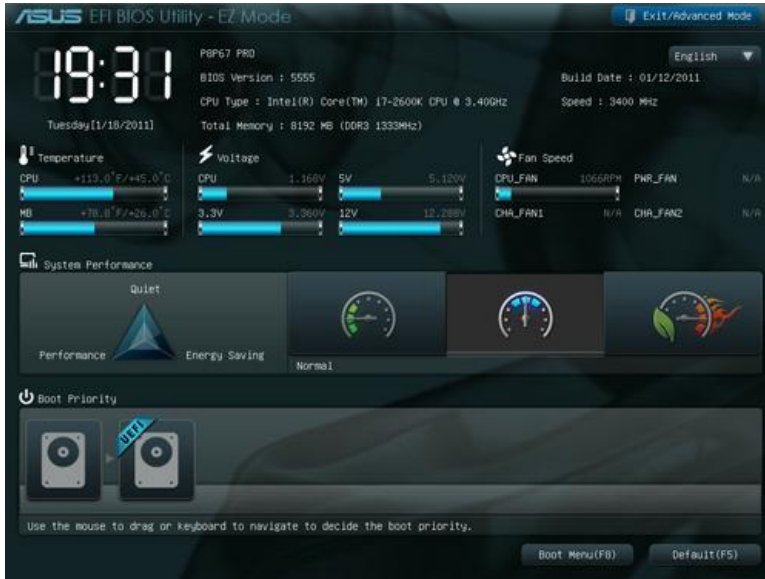 ASUS EFI BIOS Utility - EZ Mode
Exit/Advanced Mode
19:31
Tuesday[1/18/2011]
P8P67 PRO
English
BIOS Version : 5555
Build Date : 01/12/2011
CPU Type : Intel(R) Core(TM) i7-2600K CPU @ 3.40GHz
Speed : 3400 MHz
Total Memory : 8192 MB (DDR3 1333MHz)
Temperature
CPU +113.0°F/+45.0°C
MB +78.8°F/+26.0°C
Voltage
CPU 1.168V 5V 5.120V
3.3V 3.360V 12V 12.288V
Fan Speed
CPU_FAN 1066RPM PWR_FAN N/A
CHA_FAN1 N/A CHA_FAN2 N/A
System Performance
Quiet
Performance Energy Saving
Normal
Boot Priority
UEFI
Use the mouse to drag or keyboard to navigate to decide the boot priority.
Boot Menu(F8)
Default(F5)